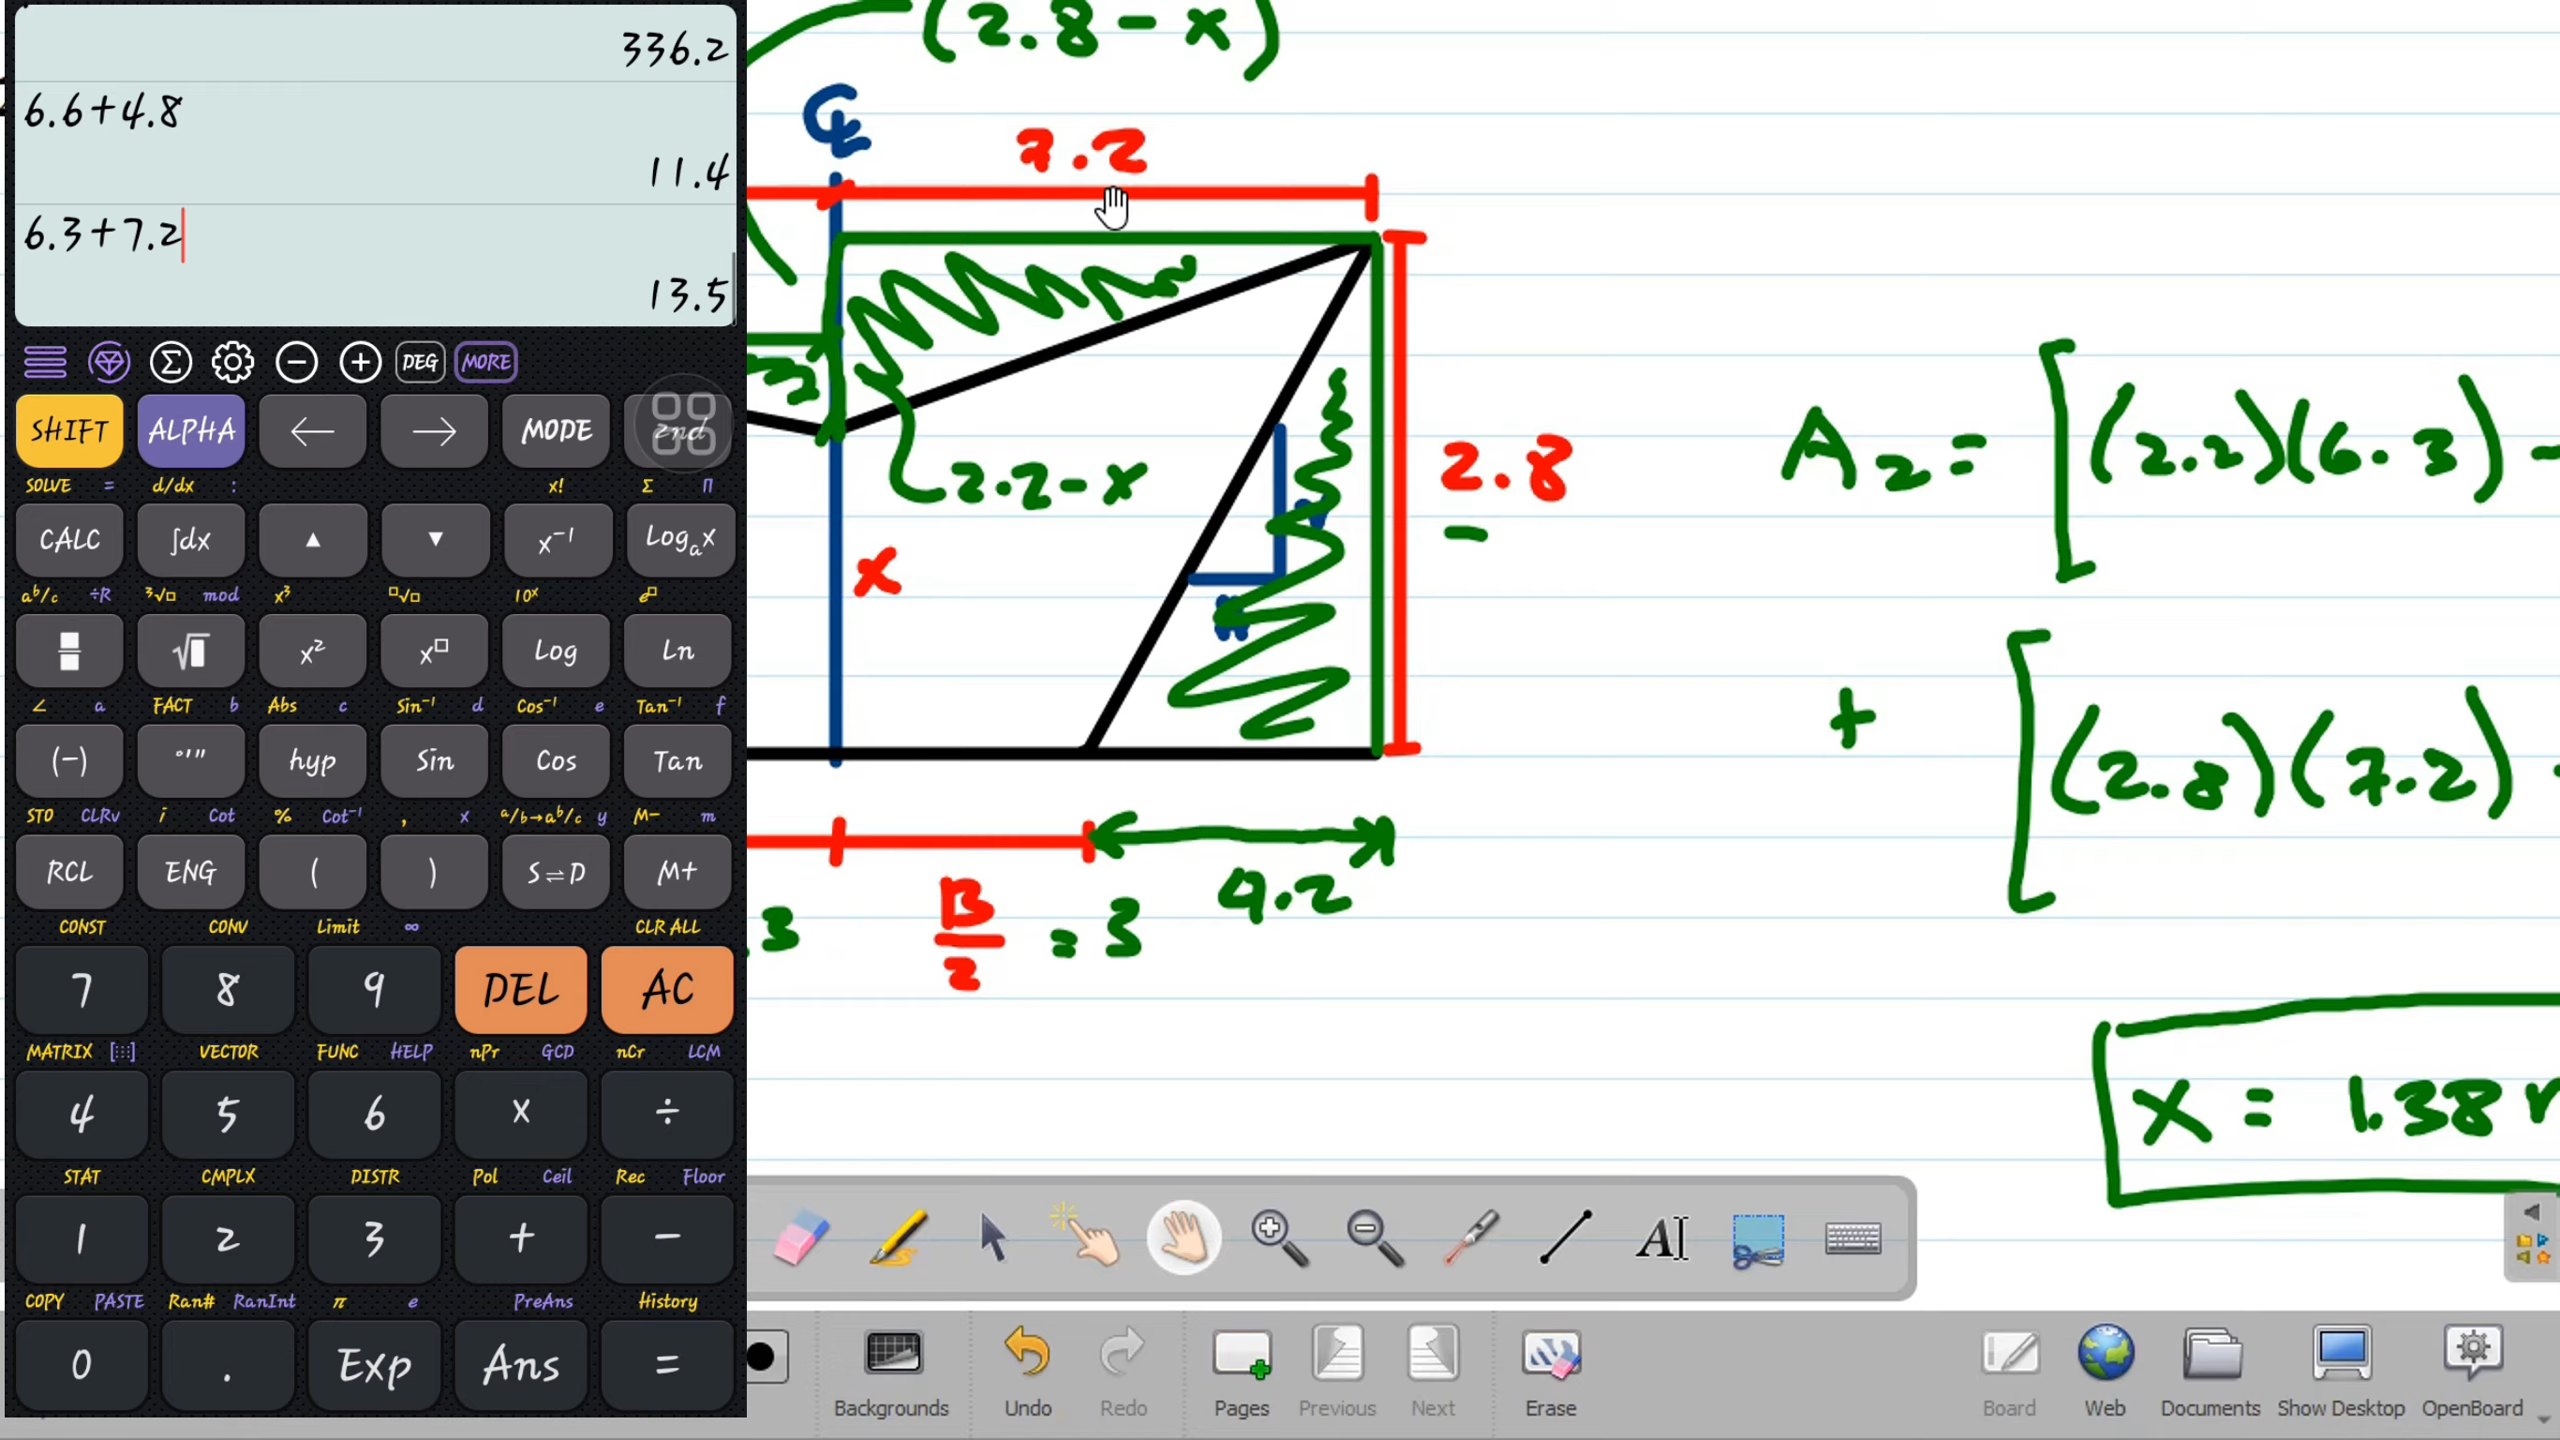 336.2
6.6+4.8
11.4
6.3+7.2
13.5
DEG MORE
SHIFT ALPHA ← → MODE 2nd
SOLVE = d/dx : x! Σ Π
CALC ∫dx ▲ ▼ x⁻¹ Logₐx
aᵇ/c ÷R ³√□ mod x³ □√□ 10ˣ e□
√ x² x□ Log Ln
∠ a FACT b Abs c Sin⁻¹ d Cos⁻¹ e Tan⁻¹ f
(−) °'" hyp Sin Cos Tan
STO CLRv i Cot % Cot⁻¹ , x a/b→aᵇ/c y M− m
RCL ENG ( ) S⇌D M+
CONST CONV Limit ∞ CLR ALL
7 8 9 DEL AC
MATRIX [:::] VECTOR FUNC HELP nPr GCD nCr LCM
4 5 6 × ÷
STAT CMPLX DISTR Pol Ceil Rec Floor
1 2 3 + −
COPY PASTE Ran# RanInt π e PreAns History
0 . Exp Ans =
(2.8-x)
℄
7.2
2.2-x
x
2.8
B/2 = 3
4.2
.3
A2 = [(2.2)(6.3) -
+ [(2.8)(7.2) -
x = 1.38
AI
Backgrounds Undo Redo Pages Previous Next Erase Board Web Documents Show Desktop OpenBoard